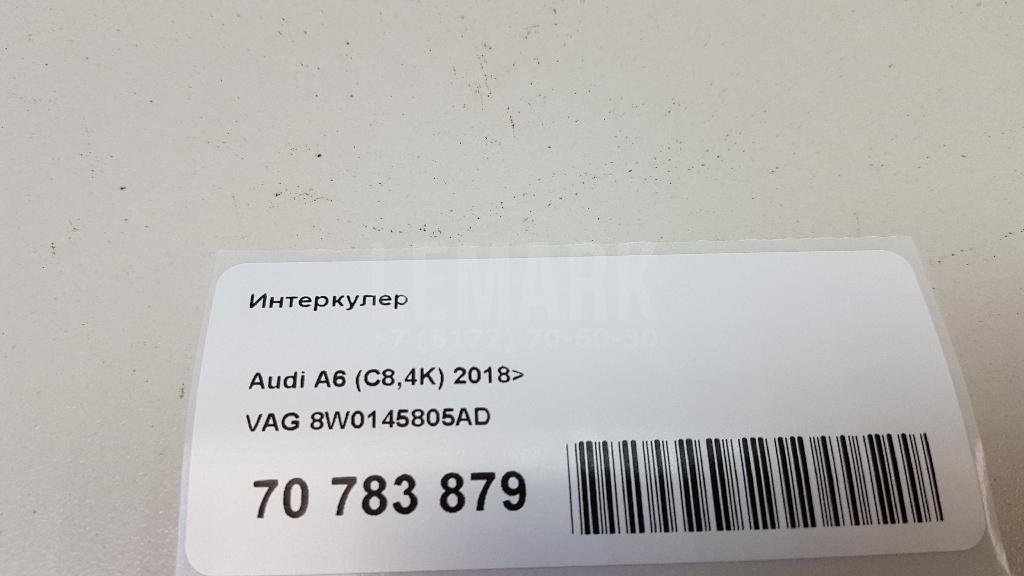 LEMARK
+7 (8172) 70-60-30
Интеркулер
Audi A6 (C8,4K) 2018>
VAG 8W0145805AD
70 783 879